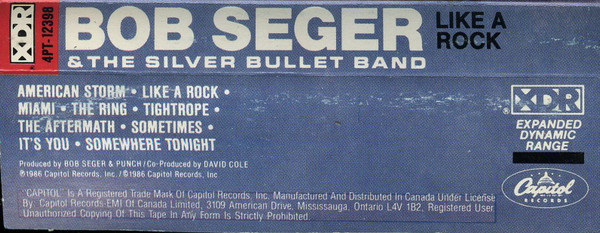 XDR
4PT-12398
BOB SEGER
& THE SILVER BULLET BAND
LIKE A
ROCK
AMERICAN STORM • LIKE A ROCK •
MIAMI • THE RING • TIGHTROPE •
THE AFTERMATH • SOMETIMES •
IT'S YOU • SOMEWHERE TONIGHT
Produced by BOB SEGER & PUNCH/Co-Produced by DAVID COLE
©1986 Capitol Records, Inc. / ℗1986 Capitol Records, Inc.
XDR
®
EXPANDED
DYNAMIC
RANGE
Capitol
RECORDS
"CAPITOL" Is A Registered Trade Mark Of Capitol Records, Inc. Manufactured And Distributed In Canada Under License
By Capitol Records-EMI Of Canada Limited, 3109 American Drive, Mississauga, Ontario L4V 1B2, Registered User
Unauthorized Copying Of This Tape In Any Form Is Strictly Prohibited.